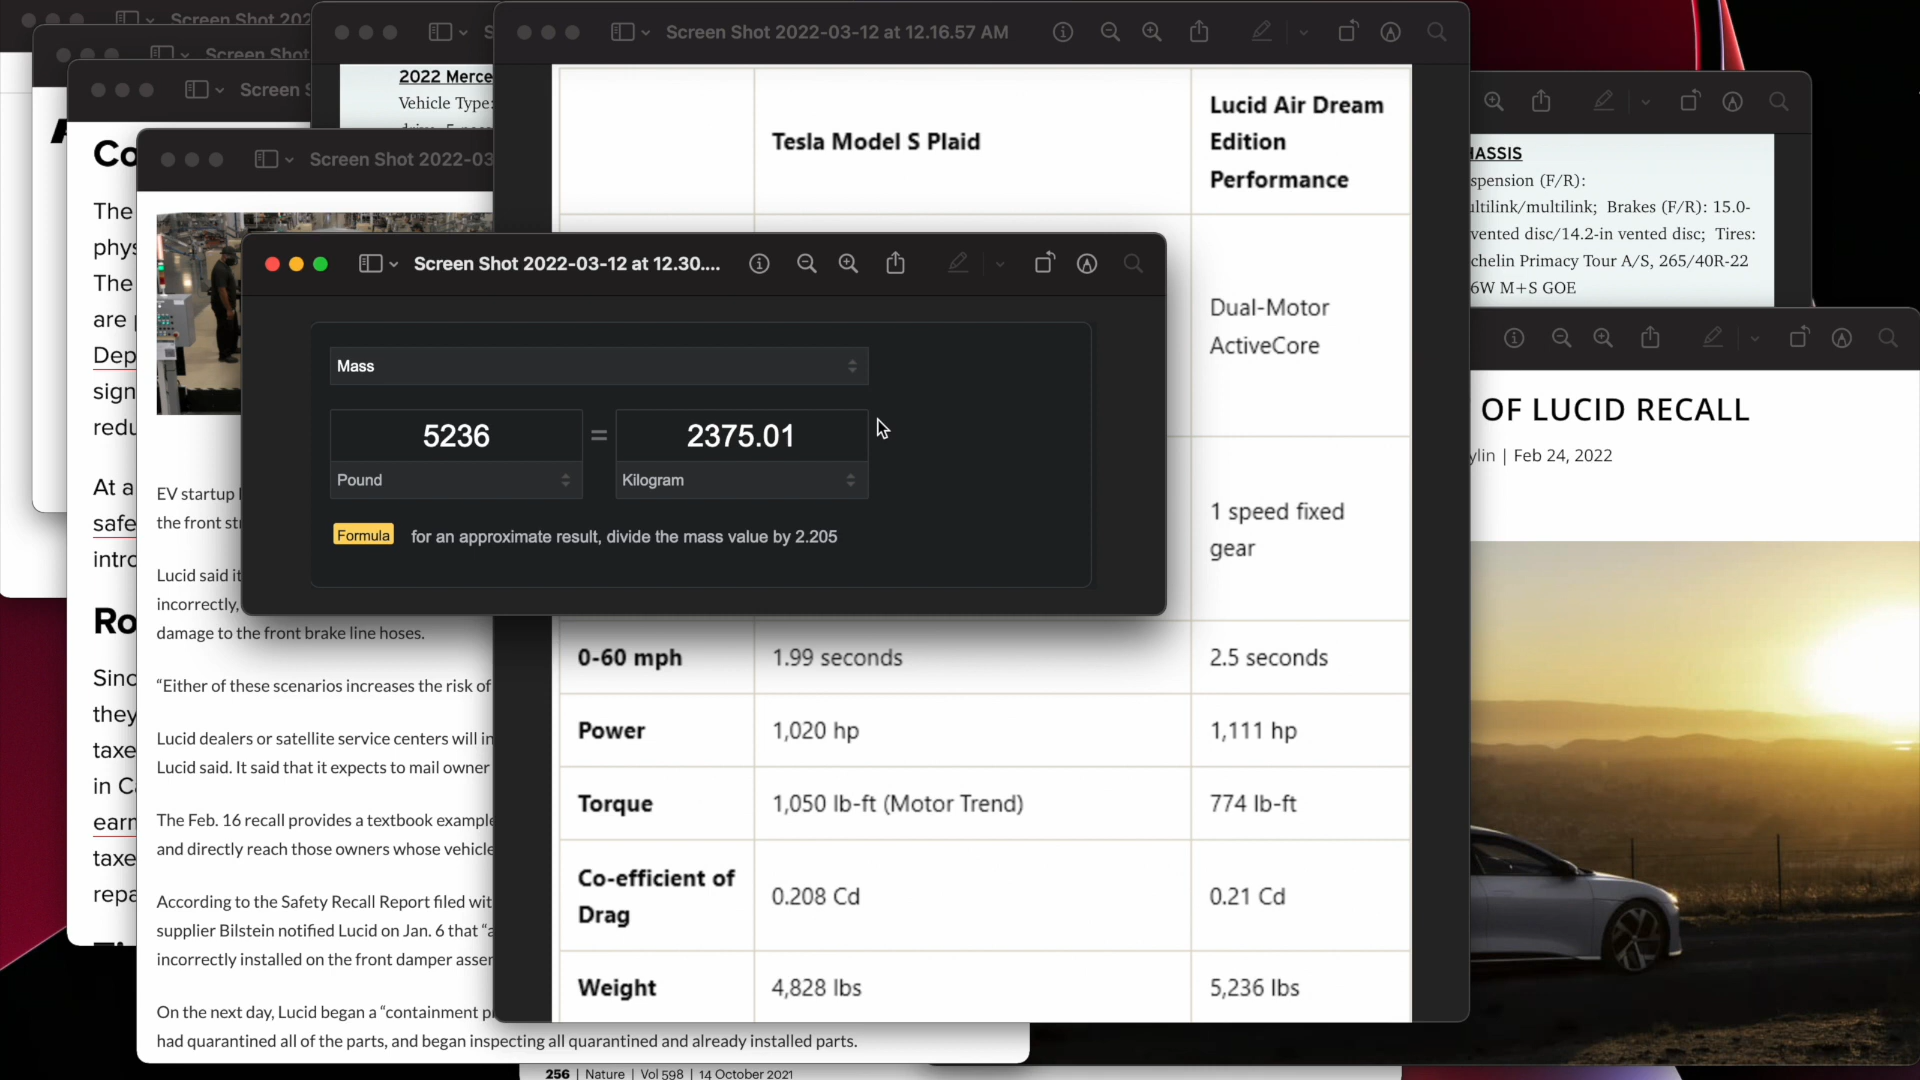 Screen Shot 202
Screen Shot
Screen S
2022 Merce
Vehicle Type:
Co
The
phys
The
are
Dep
sign
redu
At a
safe
intro
Ro
Sinc
they
taxe
in Ca
earn
taxe
repa
Screen Shot 2022-03
EV startup
the front str
Lucid said it
incorrectly,
damage to the front brake line hoses.
“Either of these scenarios increases the risk of
Lucid dealers or satellite service centers will in
Lucid said. It said that it expects to mail owner
The Feb. 16 recall provides a textbook example
and directly reach those owners whose vehicle
According to the Safety Recall Report filed wit
supplier Bilstein notified Lucid on Jan. 6 that “a
incorrectly installed on the front damper asser
On the next day, Lucid began a “containment p
had quarantined all of the parts, and began inspecting all quarantined and already installed parts.
Screen Shot 2022-03-12 at 12.16.57 AM
Tesla Model S Plaid
Lucid Air Dream
Edition
Performance
Dual-Motor
ActiveCore
1 speed fixed
gear
0-60 mph 1.99 seconds 2.5 seconds
Power 1,020 hp 1,111 hp
Torque 1,050 lb-ft (Motor Trend) 774 lb-ft
Co-efficient of
Drag 0.208 Cd 0.21 Cd
Weight 4,828 lbs 5,236 lbs
Screen Shot 2022-03-12 at 12.30....
Mass
5236 = 2375.01
Pound Kilogram
Formula for an approximate result, divide the mass value by 2.205
HASSIS
spension (F/R):
ultilink/multilink; Brakes (F/R): 15.0-
vented disc/14.2-in vented disc; Tires:
chelin Primacy Tour A/S, 265/40R-22
6W M+S GOE
OF LUCID RECALL
ylin | Feb 24, 2022
256 | Nature | Vol 598 | 14 October 2021